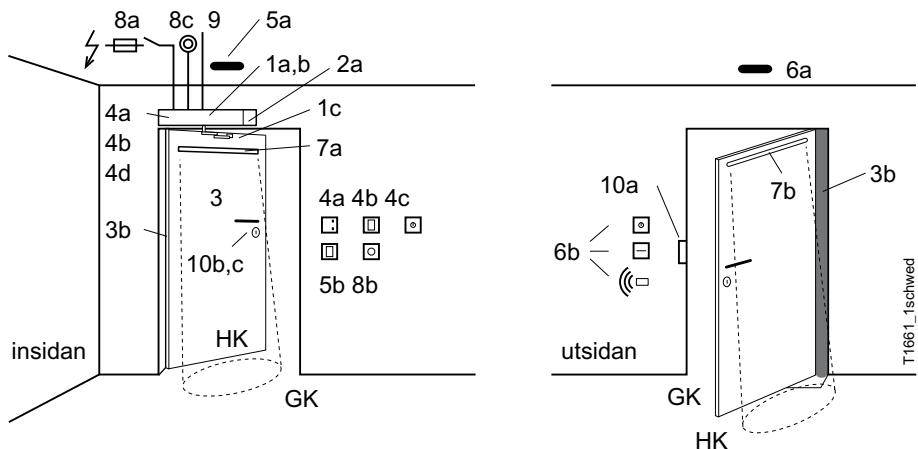 8a 8c 9 5a
1a,b 2a
6a
4a 1c
4b 7a
4d
3 4a 4b 4c
3b
10b,c
5b 8b
10a 7b 3b
6b
insidan HK
GK
utsidan
GK
HK
T1661_1schwed